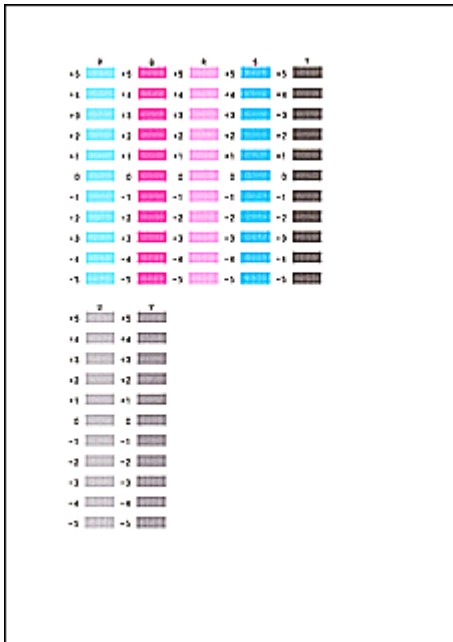 +5 +5 +5 +5 +5
+4 +4 +4 +4 +4
+3 +3 +3 +3 +3
+2 +2 +2 +2 +2
+1 +1 +1 +1 +1
0 0 0 0 0
-1 -1 -1 -1 -1
-2 -2 -2 -2 -2
-3 -3 -3 -3 -3
-4 -4 -4 -4 -4
-5 -5 -5 -5 -5
+5 +5
+4 +4
+3 +3
+2 +2
+1 +1
0 0
-1 -1
-2 -2
-3 -3
-4 -4
-5 -5